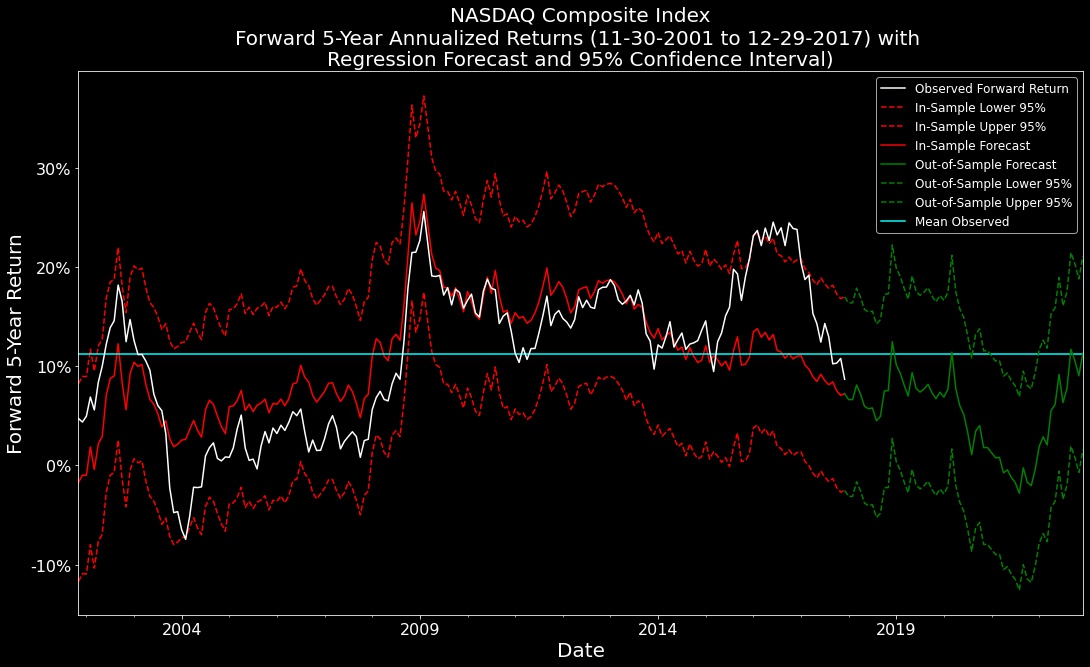 NASDAQ Composite Index
Forward 5-Year Annualized Returns (11-30-2001 to 12-29-2017) with
Regression Forecast and 95% Confidence Interval)
Observed Forward Return
In-Sample Lower 95%
In-Sample Upper 95%
In-Sample Forecast
Out-of-Sample Forecast
Out-of-Sample Lower 95%
Out-of-Sample Upper 95%
Mean Observed
Forward 5-Year Return
30%
20%
10%
0%
-10%
2004
2009
2014
2019
Date